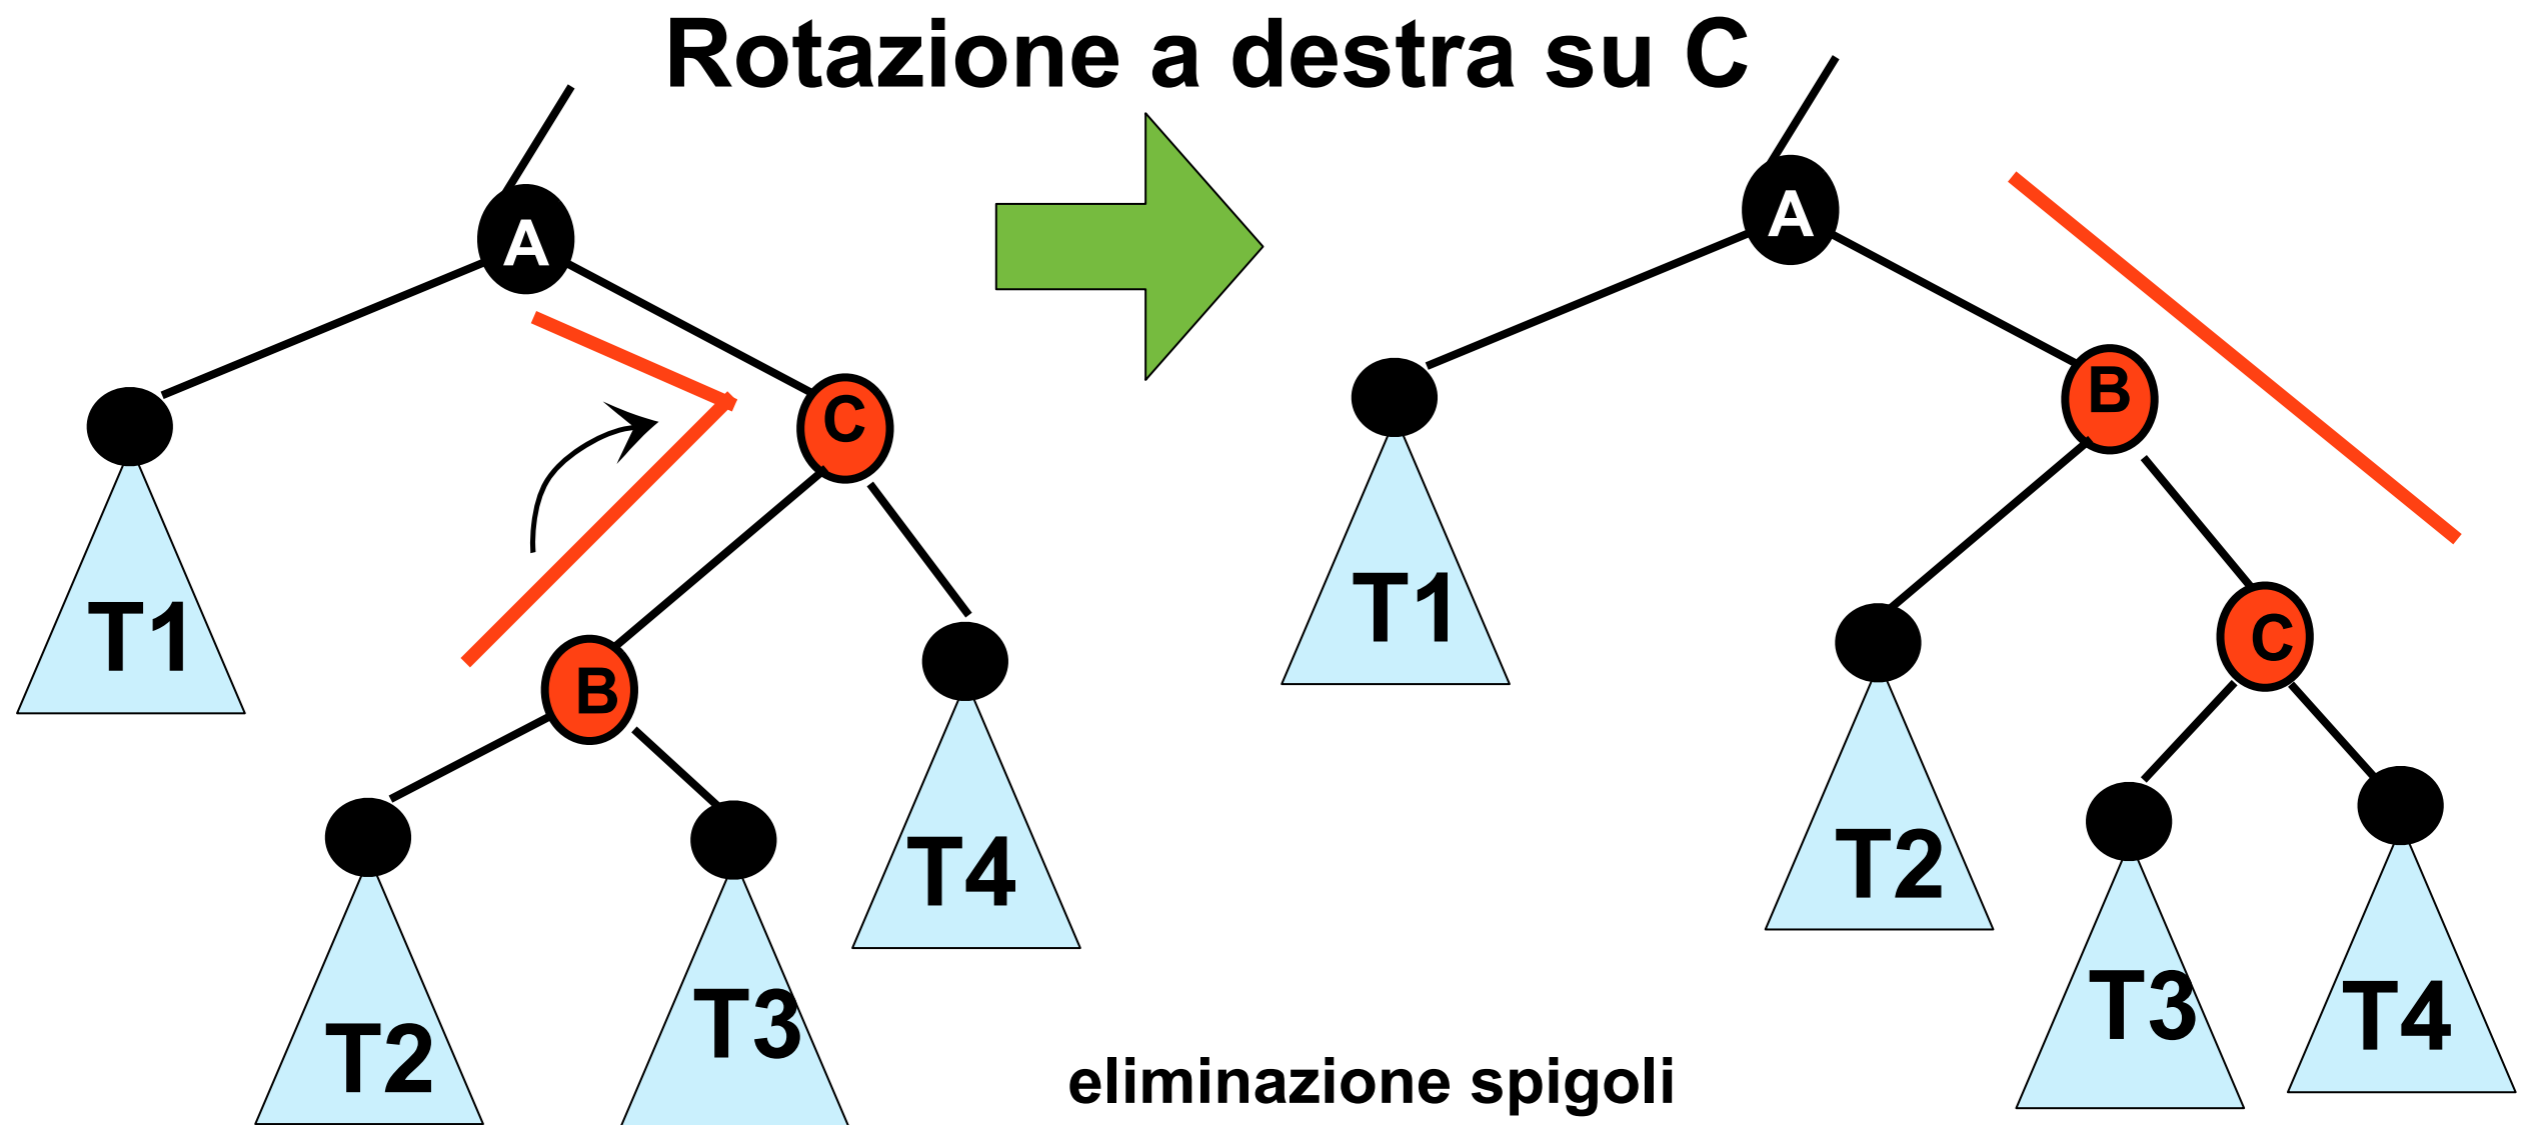 Rotazione a destra su C
A
C
B
T1
T2
T3
T4
A
B
C
T1
T2
T3
T4
eliminazione spigoli